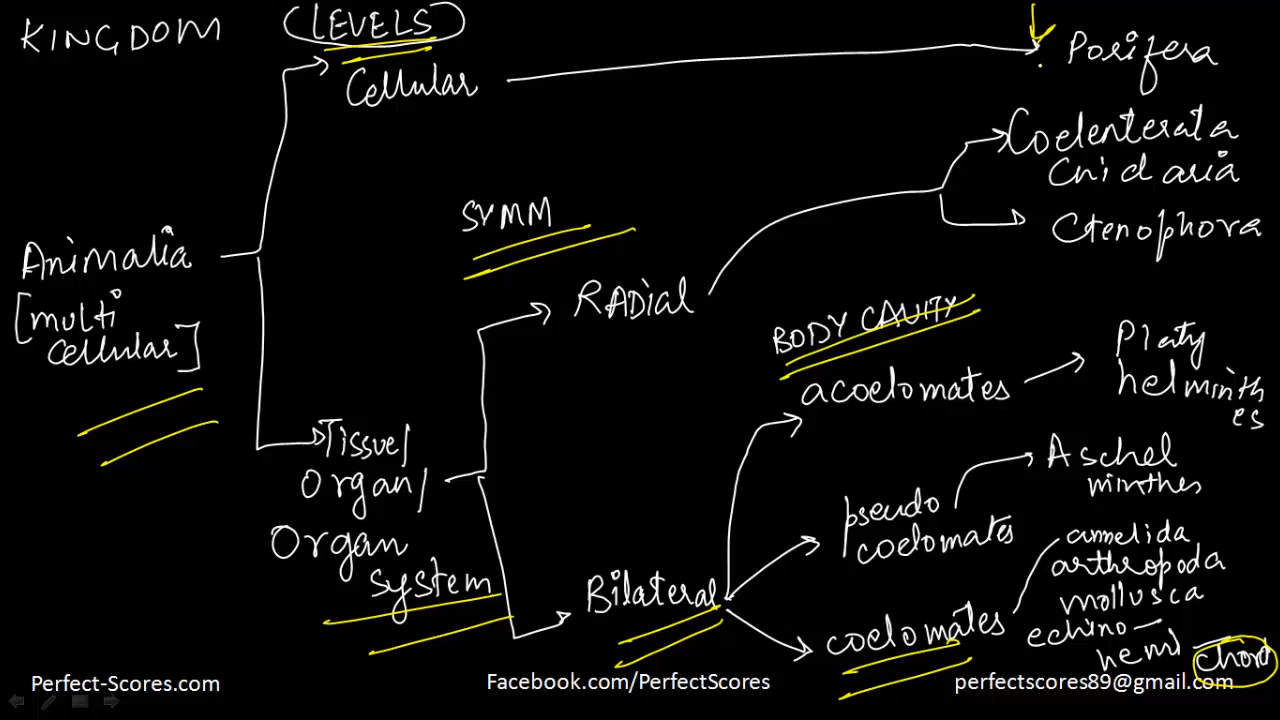 KINGDOM
LEVELS
Cellular
Porifera
Coelenterata
Cnidaria
Ctenophora
SYMM
Animalia
[multi
cellular]
RADial
BODY CAVITY
acoelomates
Platy
helminth
es
Tissue/
Organ/
Organ
system
pseudo
coelomates
Aschel
minthes
Bilateral
coelomates
annelida
arthropoda
mollusca
echino-
hemi
chord
Perfect-Scores.com
Facebook.com/PerfectScores
perfectscores89@gmail.com